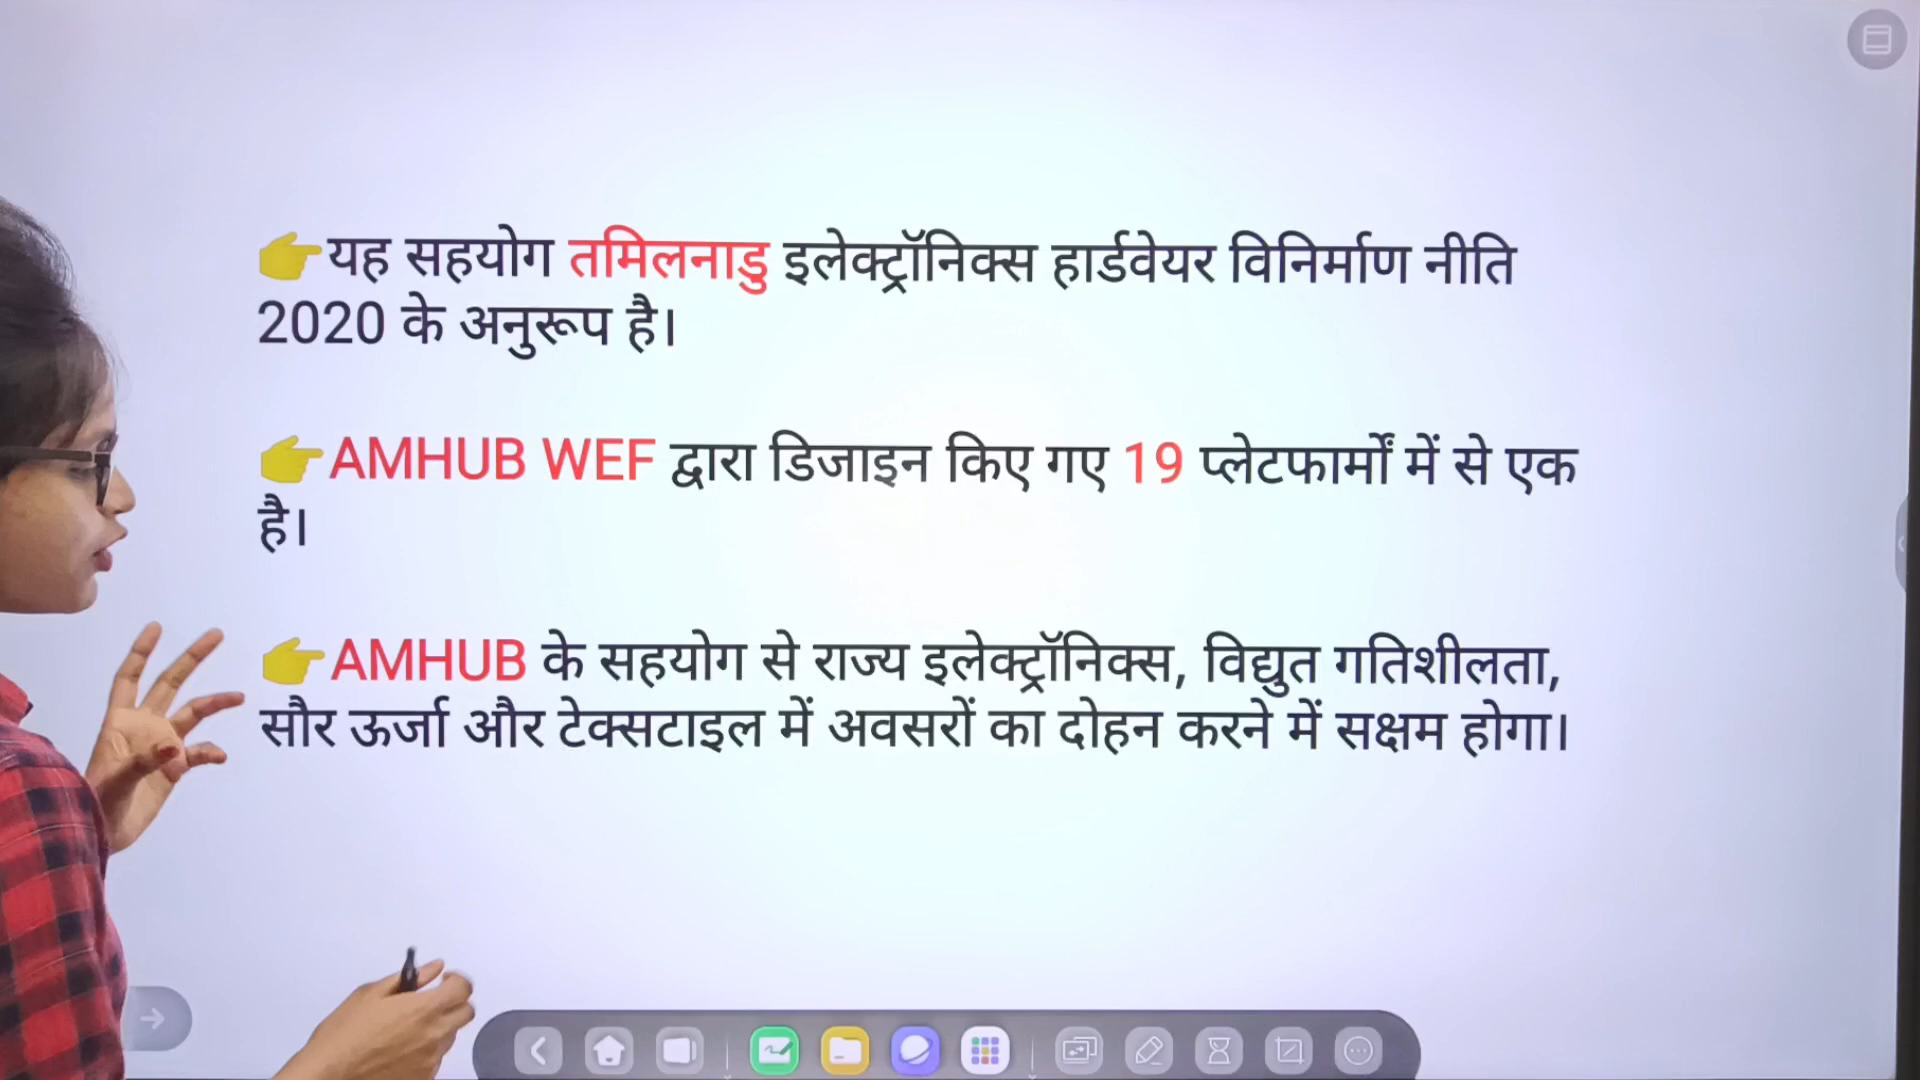 👉यह सहयोग तमिलनाडु इलेक्ट्रॉनिक्स हार्डवेयर विनिर्माण नीति
2020 के अनुरूप है।
👉AMHUB WEF द्वारा डिजाइन किए गए 19 प्लेटफार्मों में से एक
है।
👉AMHUB के सहयोग से राज्य इलेक्ट्रॉनिक्स, विद्युत गतिशीलता,
सौर ऊर्जा और टेक्सटाइल में अवसरों का दोहन करने में सक्षम होगा।